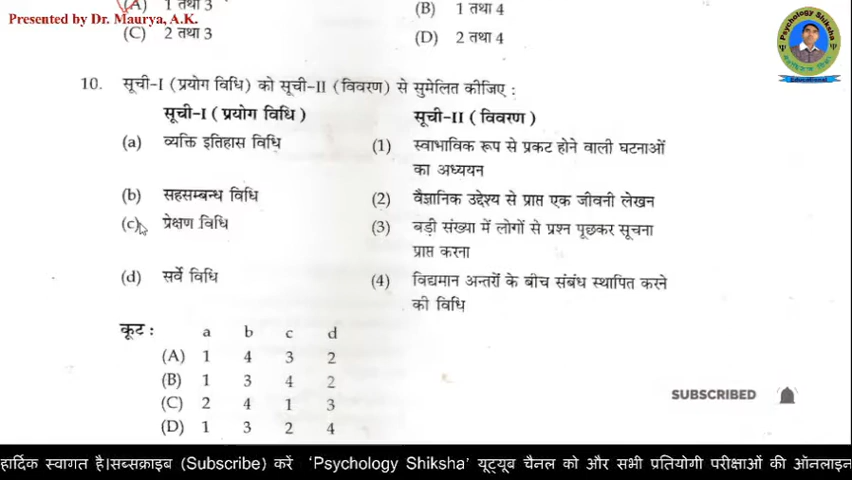 Presented by Dr. Maurya, A.K.
(A) 1 तथा 3 (B) 1 तथा 4
(C) 2 तथा 3 (D) 2 तथा 4
Psychology Shiksha
10. सूची-I (प्रयोग विधि) को सूची-II (विवरण) से सुमेलित कीजिए :
सूची-I ( प्रयोग विधि ) सूची-II ( विवरण )
(a) व्यक्ति इतिहास विधि (1) स्वाभाविक रूप से प्रकट होने वाली घटनाओं
का अध्ययन
(b) सहसम्बन्ध विधि (2) वैज्ञानिक उद्देश्य से प्राप्त एक जीवनी लेखन
(c) प्रेक्षण विधि (3) बड़ी संख्या में लोगों से प्रश्न पूछकर सूचना
प्राप्त करना
(d) सर्वे विधि (4) विद्यमान अन्तरों के बीच संबंध स्थापित करने
की विधि
कूट : a b c d
(A) 1 4 3 2
(B) 1 3 4 2
(C) 2 4 1 3
(D) 1 3 2 4
SUBSCRIBED
हार्दिक स्वागत है।सब्सक्राइब (Subscribe) करें 'Psychology Shiksha' यूट्यूब चैनल को और सभी प्रतियोगी परीक्षाओं की ऑनलाइन